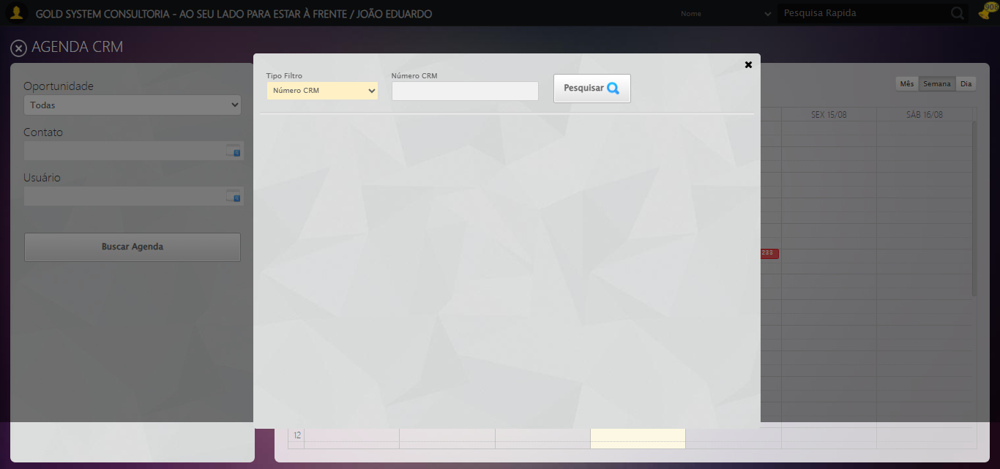 GOLD SYSTEM CONSULTORIA - AO SEU LADO PARA ESTAR À FRENTE / JOÃO EDUARDO
Nome
Pesquisa Rapida
908
AGENDA CRM
Oportunidade
Todas
Contato
Usuário
Buscar Agenda
Tipo Filtro
Número CRM
Número CRM
Pesquisar
Mês
Semana
Dia
SEX 15/08
SÁB 16/08
233
12